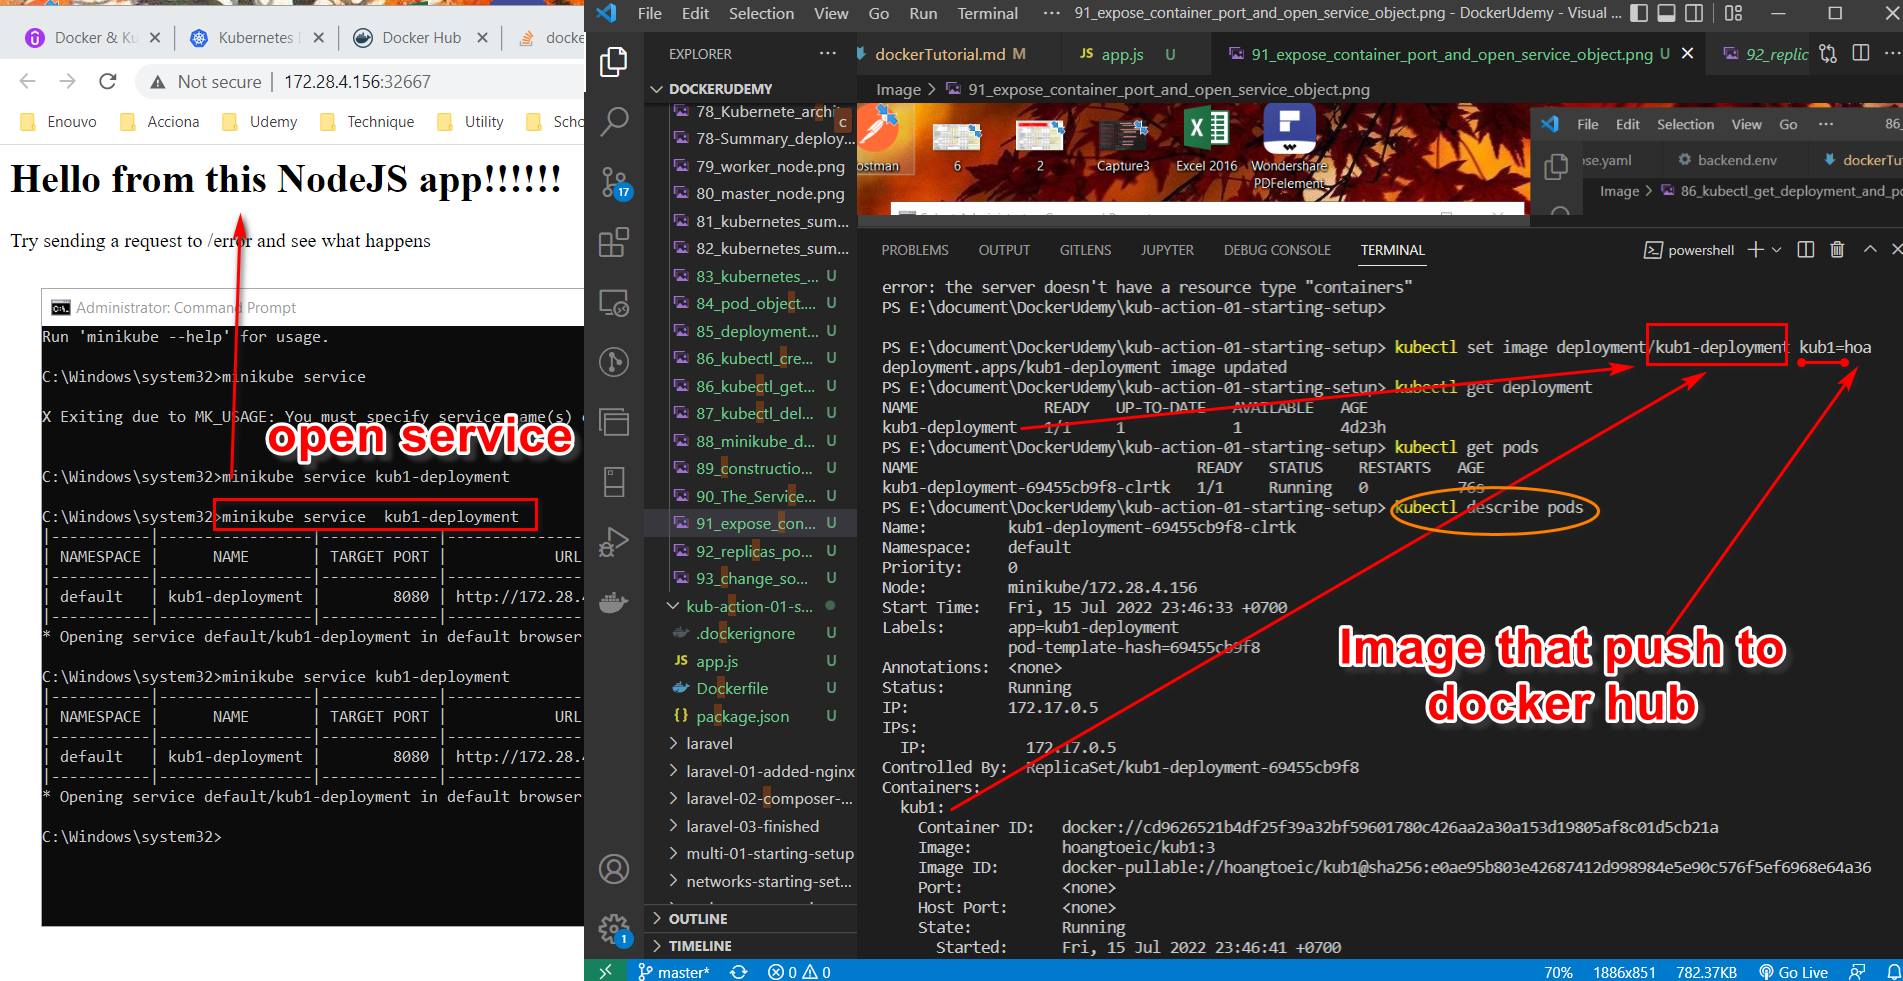 Docker & Ku
Kubernetes
Docker Hub
docke
Not secure
172.28.4.156:32667
Enouvo
Acciona
Udemy
Technique
Utility
Scho
Hello from this NodeJS app!!!!!!
Try sending a request to /error and see what happens
Administrator: Command Prompt
Run 'minikube --help' for usage.
C:\Windows\system32>minikube service
X Exiting due to MK_USAGE: You must specify service name(s)
open service
C:\Windows\system32>minikube service kub1-deployment
C:\Windows\system32>minikube service  kub1-deployment
|-----------|-----------------|-------------|---------------
| NAMESPACE |      NAME       | TARGET PORT |            URL
|-----------|-----------------|-------------|---------------
| default   | kub1-deployment |        8080 | http://172.28.4
|-----------|-----------------|-------------|---------------
* Opening service default/kub1-deployment in default browser
C:\Windows\system32>minikube service kub1-deployment
|-----------|-----------------|-------------|---------------
| NAMESPACE |      NAME       | TARGET PORT |            URL
|-----------|-----------------|-------------|---------------
| default   | kub1-deployment |        8080 | http://172.28.4
|-----------|-----------------|-------------|---------------
* Opening service default/kub1-deployment in default browser
C:\Windows\system32>
File Edit Selection View Go Run Terminal ··· 91_expose_container_port_and_open_service_object.png - DockerUdemy - Visual ...
EXPLORER ···
DOCKERUDEMY
78_Kubernete_archi
C
78-Summary_deploy...
79_worker_node.png
80_master_node.png
81_kubernetes_sum...
82_kubernetes_sum...
83_kubernetes_... U
84_pod_object.... U
85_deployment... U
86_kubectl_cre... U
86_kubectl_get... U
87_kubectl_del... U
88_minikube_d... U
89_constructio... U
90_The_Service... U
91_expose_con... U
92_replicas_po... U
93_change_so... U
kub-action-01-s...
.dockerignore U
JS app.js U
Dockerfile U
{} package.json U
laravel
laravel-01-added-nginx
laravel-02-composer-...
laravel-03-finished
multi-01-starting-setup
networks-starting-set...
OUTLINE
TIMELINE
17
1
dockerTutorial.md M
JS app.js U
91_expose_container_port_and_open_service_object.png U
92_replic
Image > 91_expose_container_port_and_open_service_object.png
ostman
6
2
Capture3
Excel 2016
Wondershare
PDFelement
File Edit Selection View Go ··· 86_
ose.yaml
backend.env
dockerTu
Image > 86_kubectl_get_deployment_and_po
PROBLEMS OUTPUT GITLENS JUPYTER DEBUG CONSOLE TERMINAL
powershell
error: the server doesn't have a resource type "containers"
PS E:\document\DockerUdemy\kub-action-01-starting-setup>
PS E:\document\DockerUdemy\kub-action-01-starting-setup> kubectl set image deployment/kub1-deployment kub1=hoa
deployment.apps/kub1-deployment image updated
PS E:\document\DockerUdemy\kub-action-01-starting-setup> kubectl get deployment
NAME              READY   UP-TO-DATE   AVAILABLE   AGE
kub1-deployment   1/1     1            1           4d23h
PS E:\document\DockerUdemy\kub-action-01-starting-setup> kubectl get pods
NAME                               READY   STATUS    RESTARTS   AGE
kub1-deployment-69455cb9f8-clrtk   1/1     Running   0          76s
PS E:\document\DockerUdemy\kub-action-01-starting-setup> kubectl describe pods
Name:         kub1-deployment-69455cb9f8-clrtk
Namespace:    default
Priority:     0
Node:         minikube/172.28.4.156
Start Time:   Fri, 15 Jul 2022 23:46:33 +0700
Labels:       app=kub1-deployment
pod-template-hash=69455cb9f8
Annotations:  <none>
Status:       Running
IP:           172.17.0.5
IPs:
IP:           172.17.0.5
Controlled By:  ReplicaSet/kub1-deployment-69455cb9f8
Containers:
kub1:
Container ID:   docker://cd9626521b4df25f39a32bf59601780c426aa2a30a153d19805af8c01d5cb21a
Image:          hoangtoeic/kub1:3
Image ID:       docker-pullable://hoangtoeic/kub1@sha256:e0ae95b803e42687412d998984e5e90c576f5ef6968e64a36
Port:           <none>
Host Port:      <none>
State:          Running
Started:      Fri, 15 Jul 2022 23:46:41 +0700
Image that push to
docker hub
master*
0
0
70%
1886x851
782.37KB
Go Live